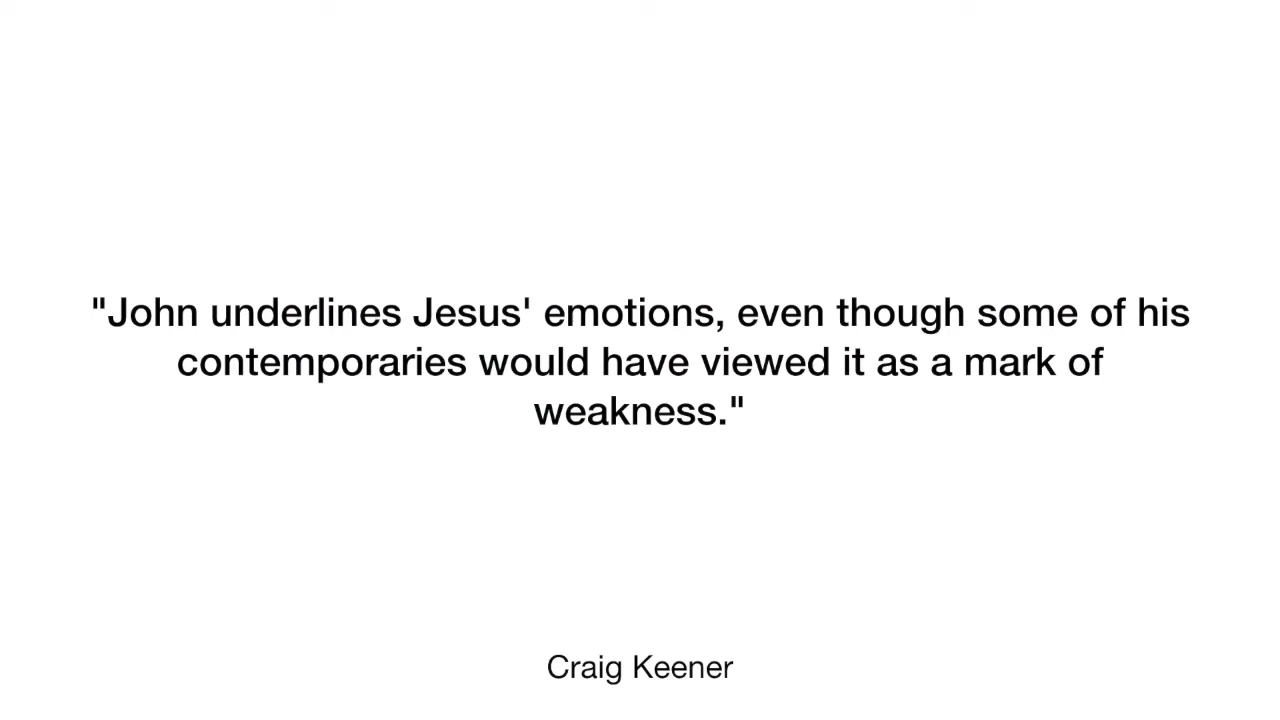 "John underlines Jesus' emotions, even though some of his
contemporaries would have viewed it as a mark of
weakness."
Craig Keener